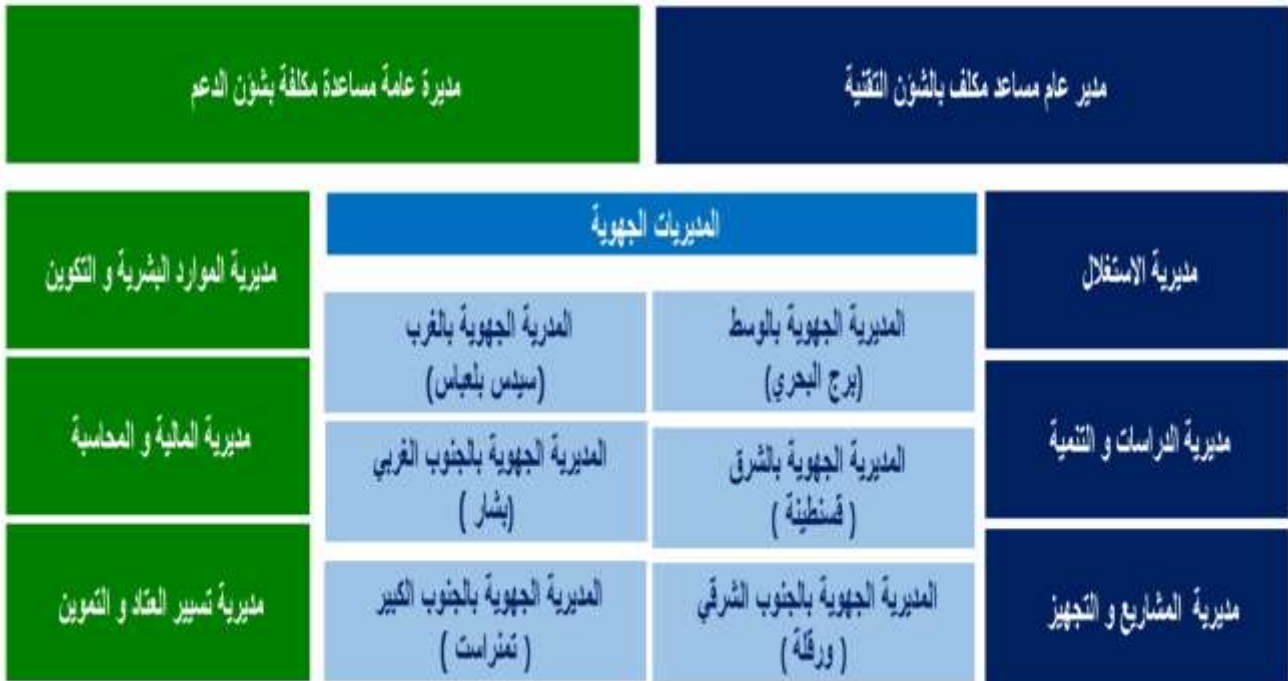 مدير عام مساعد مكلف بالشؤن التقنية
مديرة عامة مساعدة مكلفة بشؤن الدعم
مديرية الاستغلال
مديرية الدراسات و التنمية
مديرية المشاريع و التجهيز
المديريات الجهوية
المديرية الجهوية بالوسط
(برج البحري)
المدرية الجهوية بالغرب
(سيدس بلعباس)
المديرية الجهوية بالشرق
( قسنطينة )
المديرية الجهوية بالجنوب الغربي
(بشار )
المديرية الجهوية بالجنوب الشرقي
( ورقلة )
المديرية الجهوية بالجنوب الكبير
( تمنراست )
مديرية الموارد البشرية و التكوين
مديرية المالية و المحاسبة
مديرية تسيير العتاد و التموين